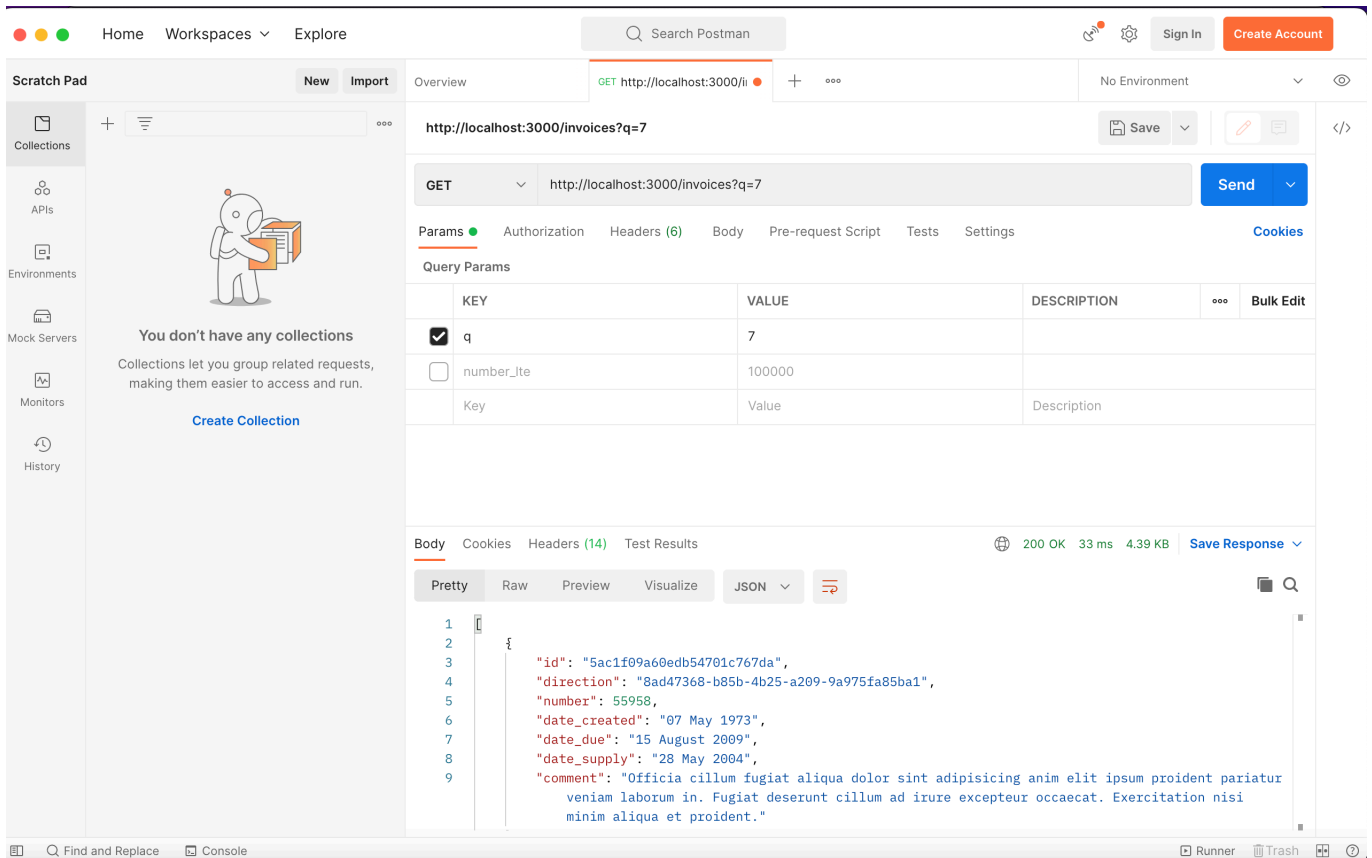 Home Workspaces Explore Search Postman Sign In Create Account
Scratch Pad New Import Overview GET http://localhost:3000/i No Environment
Collections
APIs
Environments
Mock Servers
Monitors
History
You don't have any collections
Collections let you group related requests,
making them easier to access and run.
Create Collection
http://localhost:3000/invoices?q=7 Save </>
GET http://localhost:3000/invoices?q=7 Send
Params Authorization Headers (6) Body Pre-request Script Tests Settings Cookies
Query Params
KEY VALUE DESCRIPTION Bulk Edit
q 7
number_lte 100000
Key Value Description
Body Cookies Headers (14) Test Results 200 OK 33 ms 4.39 KB Save Response
Pretty Raw Preview Visualize JSON
1 [
2 {
3 "id": "5ac1f09a60edb54701c767da",
4 "direction": "8ad47368-b85b-4b25-a209-9a975fa85ba1",
5 "number": 55958,
6 "date_created": "07 May 1973",
7 "date_due": "15 August 2009",
8 "date_supply": "28 May 2004",
9 "comment": "Officia cillum fugiat aliqua dolor sint adipisicing anim elit ipsum proident pariatur
veniam laborum in. Fugiat deserunt cillum ad irure excepteur occaecat. Exercitation nisi
minim aliqua et proident."
Find and Replace Console Runner Trash